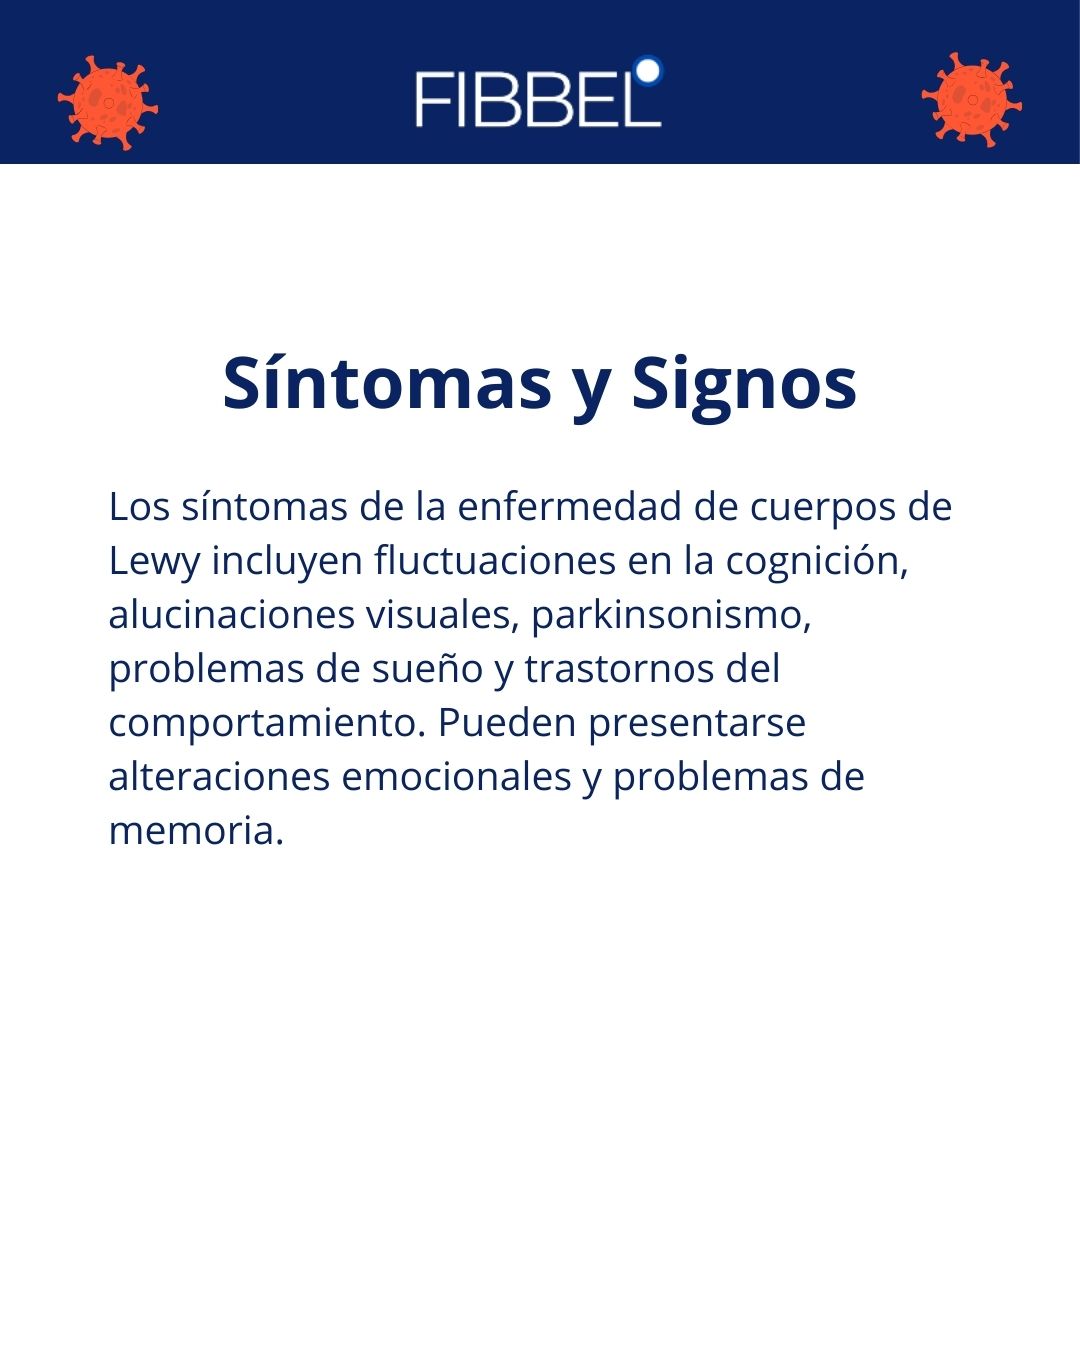 FIBBEL
Síntomas y Signos
Los síntomas de la enfermedad de cuerpos de
Lewy incluyen fluctuaciones en la cognición,
alucinaciones visuales, parkinsonismo,
problemas de sueño y trastornos del
comportamiento. Pueden presentarse
alteraciones emocionales y problemas de
memoria.